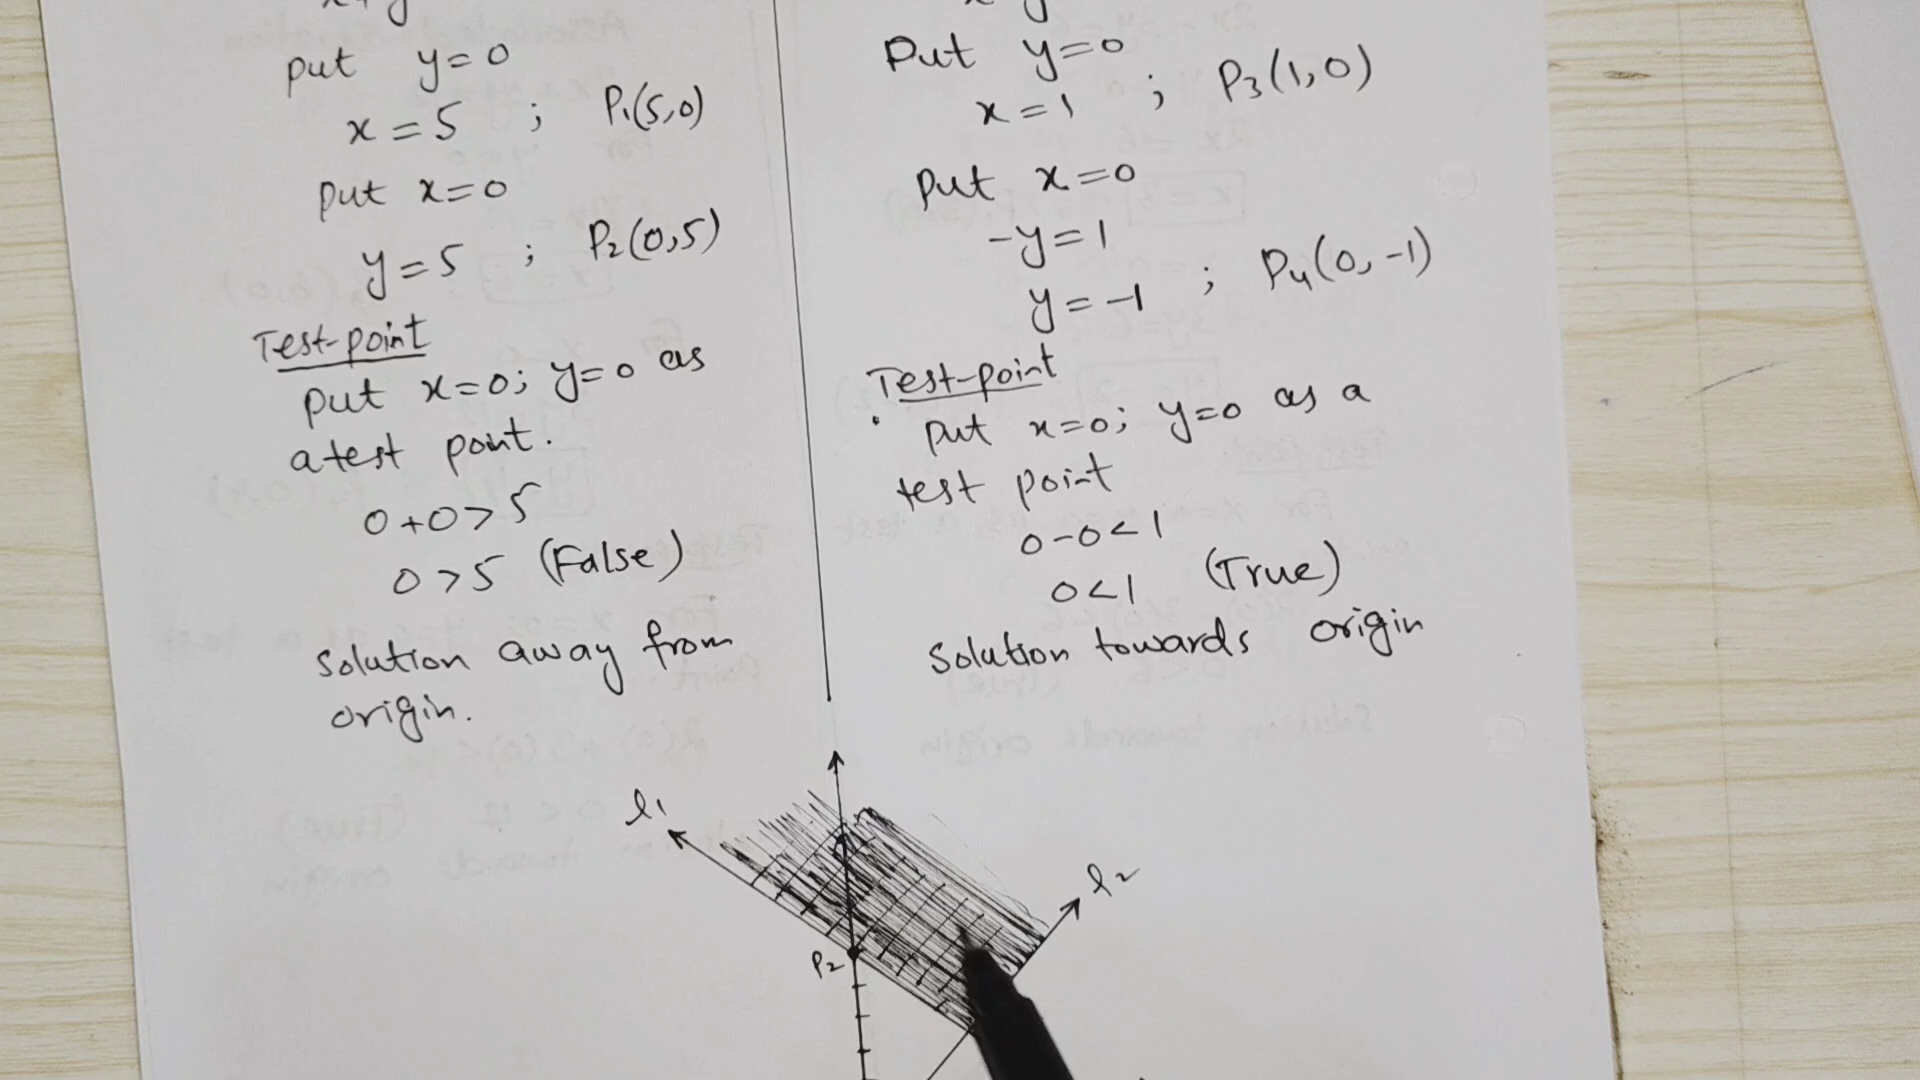 put y=0
x=5 ; P₁(5,0)
put x=0
y=5 ; P₂(0,5)
Test-point
put x=0; y=0 as
a test point.
0+0>5
0>5 (False)
Solution away from
origin.
Put y=0
x=1 ; P₃(1,0)
put x=0
-y=1
y=-1 ; P₄(0,-1)
Test-point
put x=0; y=0 as a
test point
0-0<1
0<1 (True)
solution towards origin
l₁
l₂
P₂